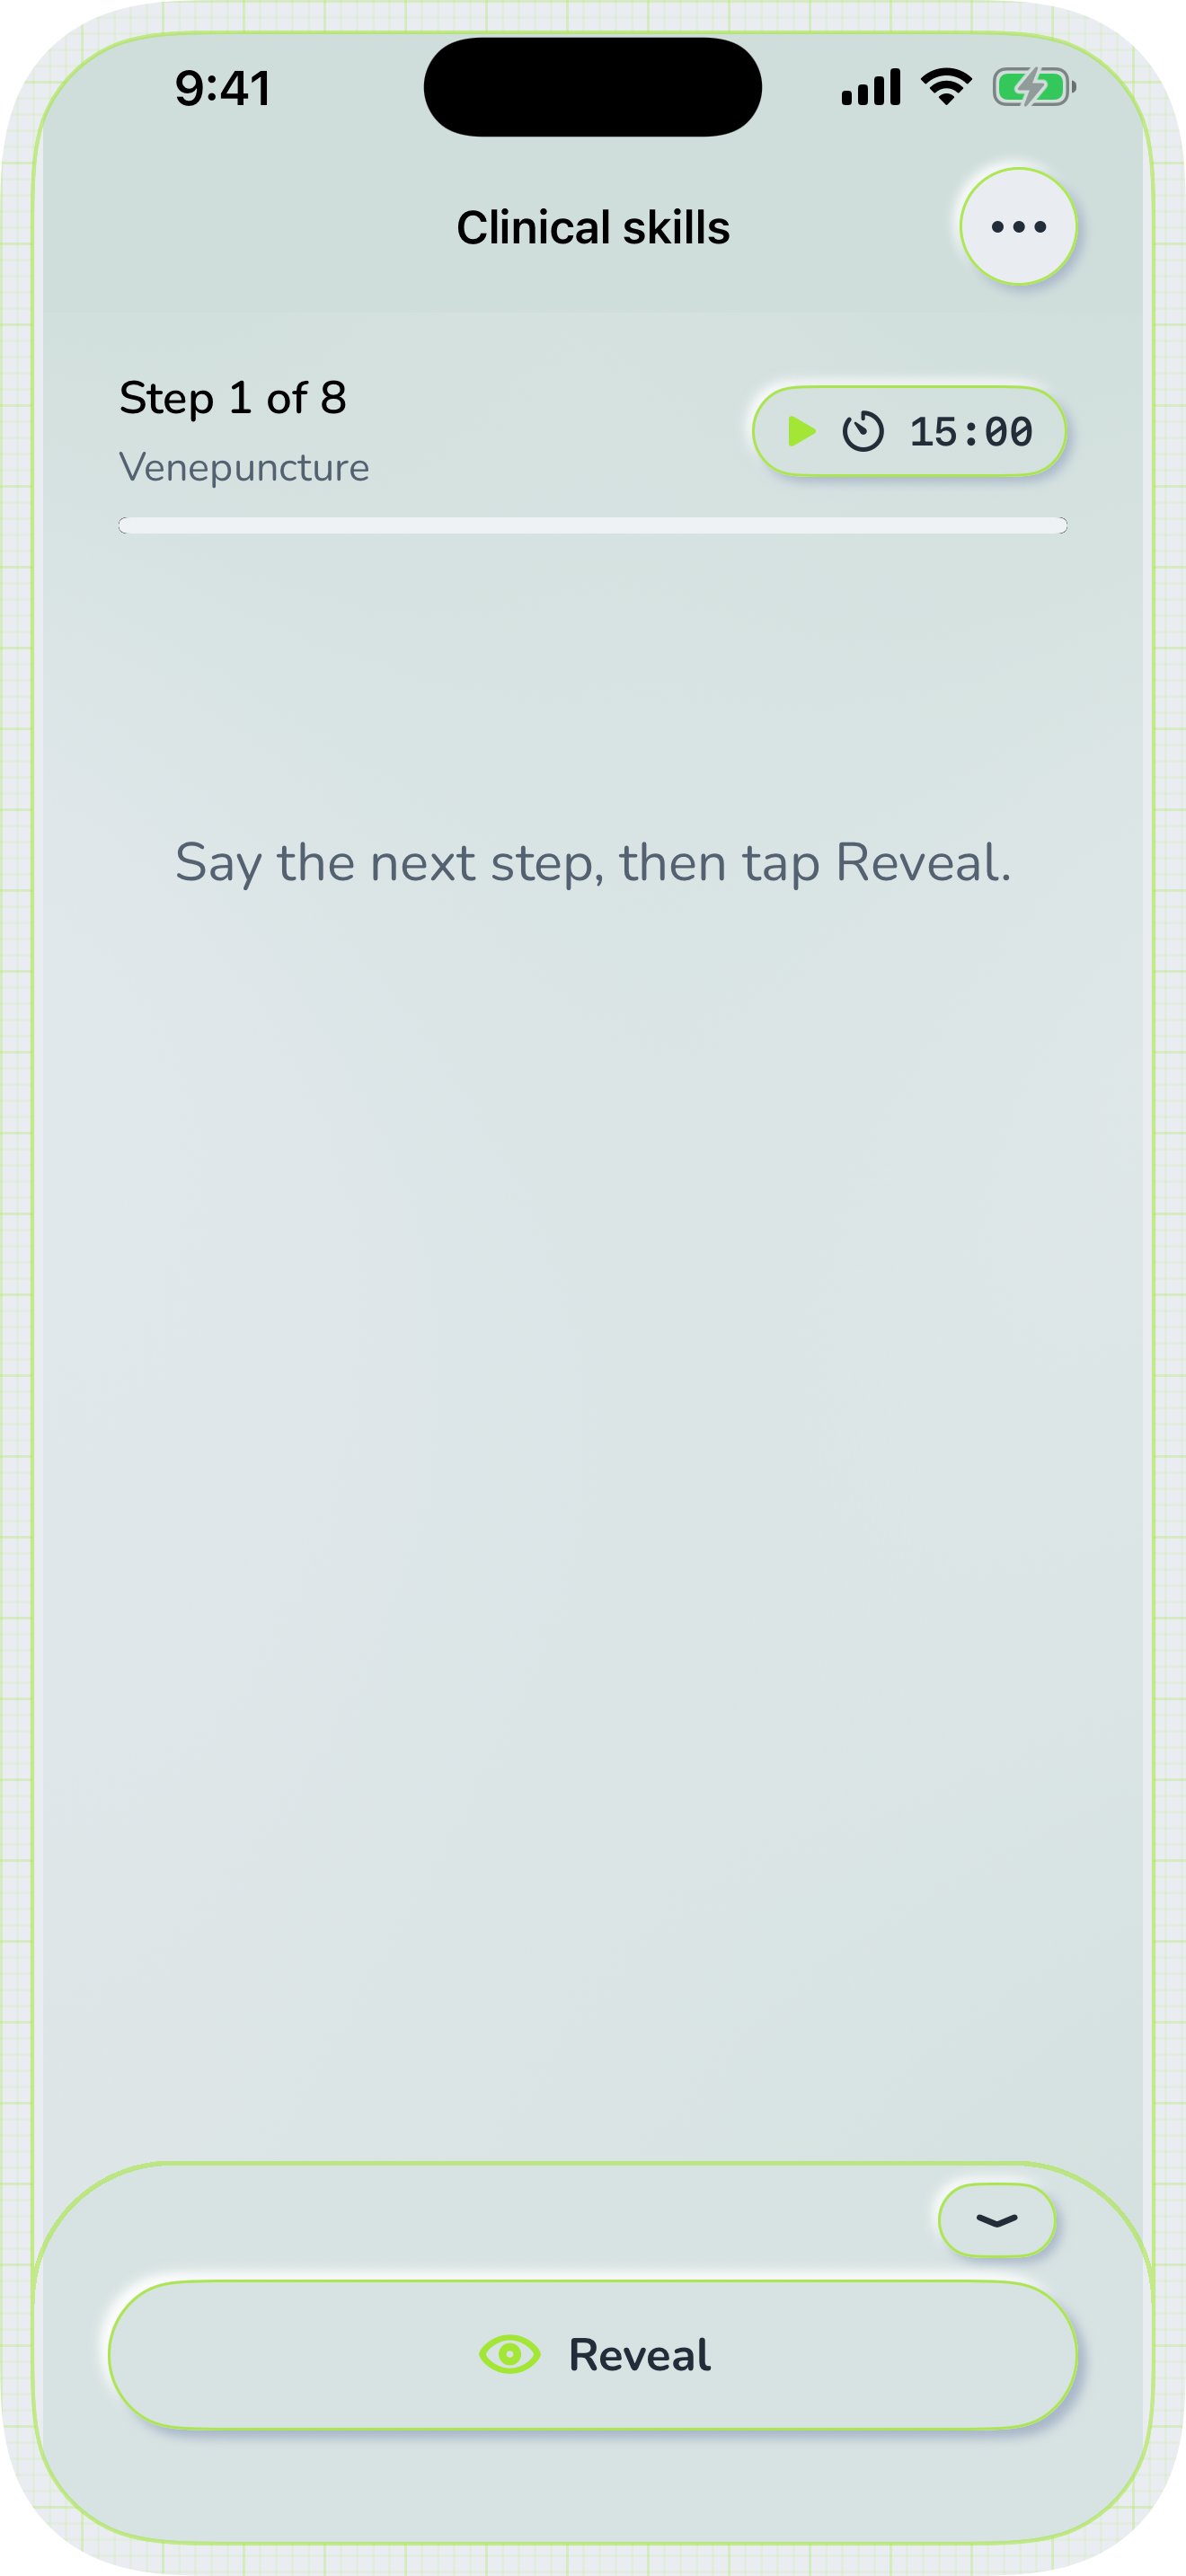 9:41
Clinical skills
Step 1 of 8
15:00
Venepuncture
Say the next step, then tap Reveal.
Reveal